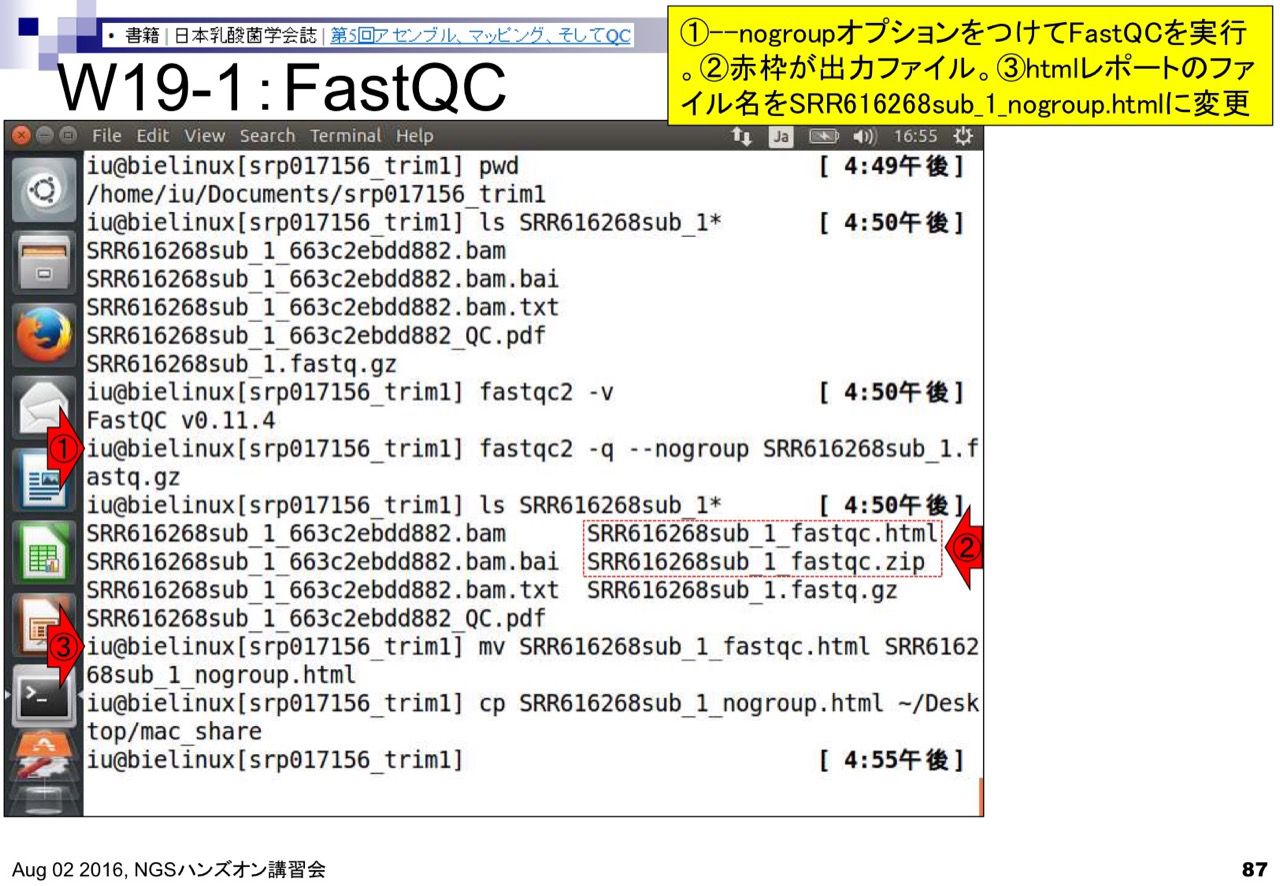 • 書籍 | 日本乳酸菌学会誌 | 第5回アセンブル、マッピング、そしてQC
W19-1：FastQC
①--nogroupオプションをつけてFastQCを実行
。②赤枠が出力ファイル。③htmlレポートのファ
イル名をSRR616268sub_1_nogroup.htmlに変更
File Edit View Search Terminal Help Ja 16:55
iu@bielinux[srp017156_trim1] pwd [ 4:49午後]
/home/iu/Documents/srp017156_trim1
iu@bielinux[srp017156_trim1] ls SRR616268sub_1* [ 4:50午後]
SRR616268sub_1_663c2ebdd882.bam
SRR616268sub_1_663c2ebdd882.bam.bai
SRR616268sub_1_663c2ebdd882.bam.txt
SRR616268sub_1_663c2ebdd882_QC.pdf
SRR616268sub_1.fastq.gz
iu@bielinux[srp017156_trim1] fastqc2 -v [ 4:50午後]
FastQC v0.11.4
① iu@bielinux[srp017156_trim1] fastqc2 -q --nogroup SRR616268sub_1.f
astq.gz
iu@bielinux[srp017156_trim1] ls SRR616268sub_1* [ 4:50午後]
SRR616268sub_1_663c2ebdd882.bam SRR616268sub_1_fastqc.html
SRR616268sub_1_663c2ebdd882.bam.bai SRR616268sub_1_fastqc.zip
②
SRR616268sub_1_663c2ebdd882.bam.txt SRR616268sub_1.fastq.gz
SRR616268sub_1_663c2ebdd882_QC.pdf
③ iu@bielinux[srp017156_trim1] mv SRR616268sub_1_fastqc.html SRR6162
68sub_1_nogroup.html
iu@bielinux[srp017156_trim1] cp SRR616268sub_1_nogroup.html ~/Desk
top/mac_share
iu@bielinux[srp017156_trim1] [ 4:55午後]
Aug 02 2016, NGSハンズオン講習会
87